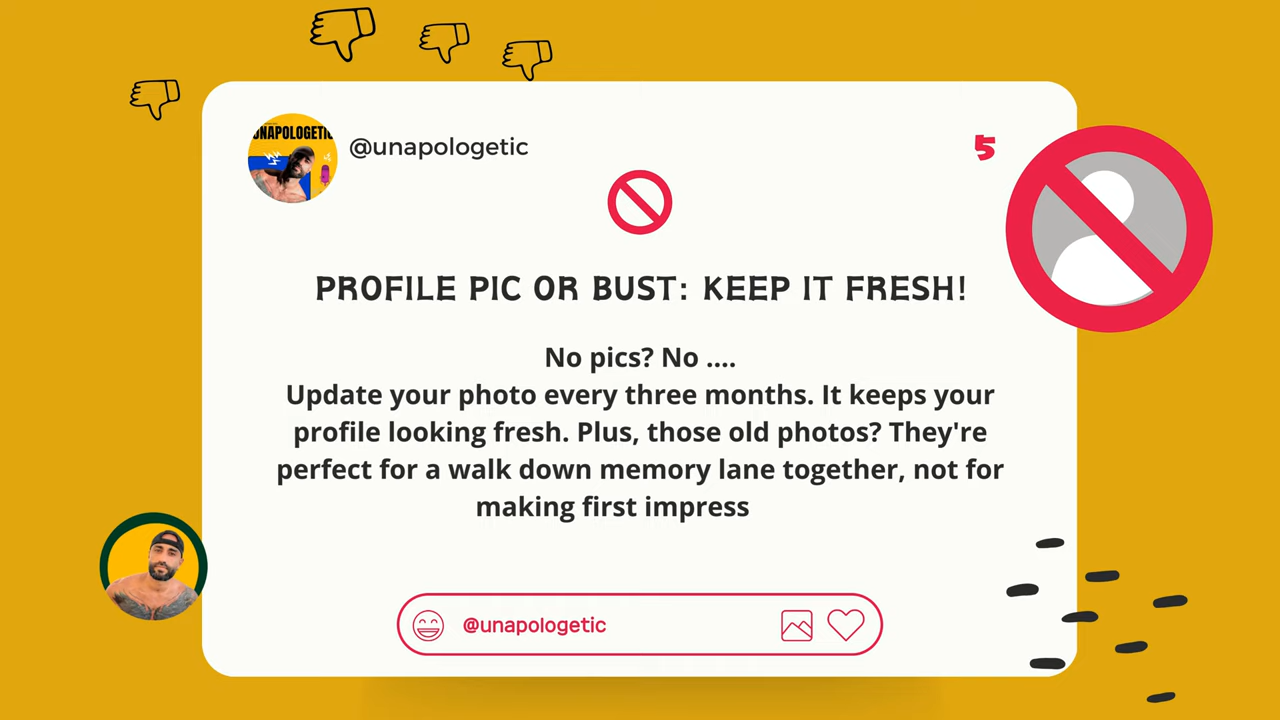 UNAPOLOGETIC
@unapologetic
5
PROFILE PIC OR BUST: KEEP IT FRESH!
No pics? No ....
Update your photo every three months. It keeps your
profile looking fresh. Plus, those old photos? They're
perfect for a walk down memory lane together, not for
making first impress
@unapologetic